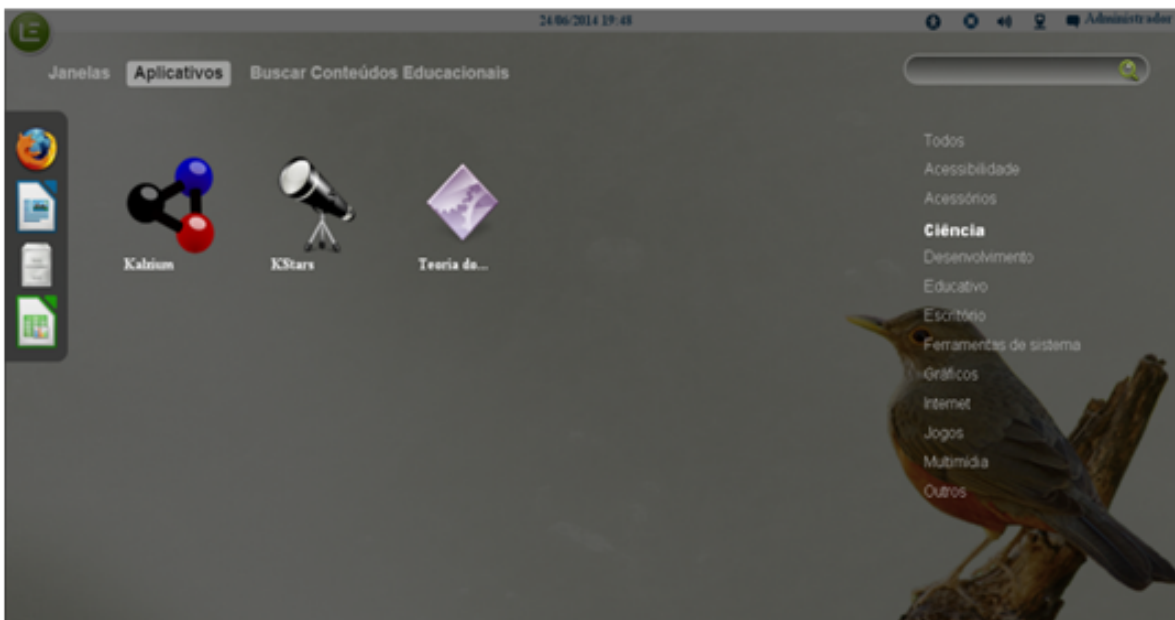 24/06/2014 19:48
Administrador
Janelas Aplicativos Buscar Conteúdos Educacionais
Todos
Acessibilidade
Acessórios
Ciência
Desenvolvimento
Educativo
Escritório
Ferramentas de sistema
Gráficos
Internet
Jogos
Multimídia
Outros
Kalzium KStars Teoria do...